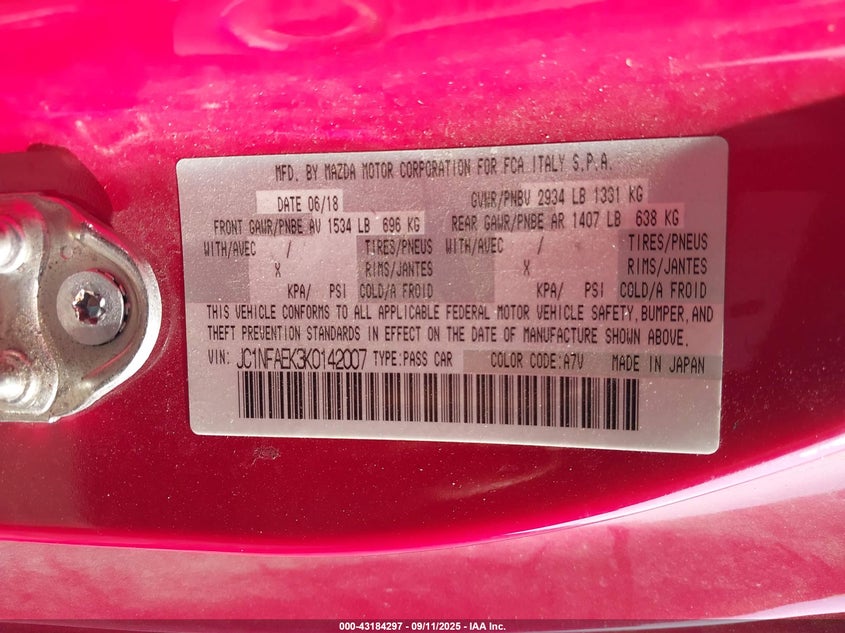 MFD. BY MAZDA MOTOR CORPORATION FOR FCA ITALY S.P.A.
DATE 06/18 GVWR/PNBV 2934 LB 1331 KG
FRONT GAWR/PNBE AV 1534 LB 696 KG REAR GAWR/PNBE AR 1407 LB 638 KG
WITH/AVEC / TIRES/PNEUS WITH/AVEC / TIRES/PNEUS
X RIMS/JANTES X RIMS/JANTES
KPA/ PSI COLD/A FROID KPA/ PSI COLD/A FROID
THIS VEHICLE CONFORMS TO ALL APPLICABLE FEDERAL MOTOR VEHICLE SAFETY, BUMPER, AND
THEFT PREVENTION STANDARDS IN EFFECT ON THE DATE OF MANUFACTURE SHOWN ABOVE.
VIN: JC1NFAEK3K0142007 TYPE:PASS CAR COLOR CODE:A7V MADE IN JAPAN
000-43184297 - 09/11/2025 - IAA Inc.